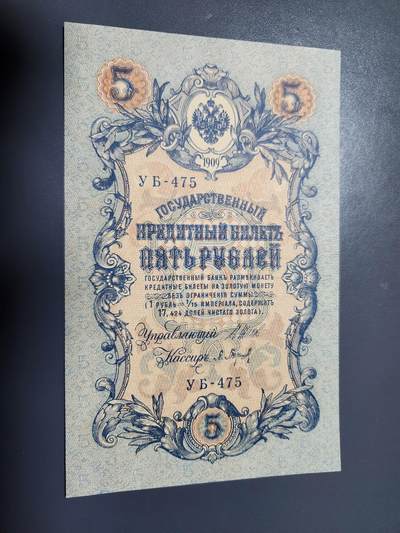 5 5
1909
УБ-475
ГОСУДАРСТВЕННЫЙ
КРЕДИТНЫЙ БИЛЕТЪ
ПЯТЬ РУБЛЕЙ
ГОСУДАРСТВЕННЫЙ БАНКЪ РАЗМѢНИВАЕТЪ
КРЕДИТНЫЕ БИЛЕТЫ НА ЗОЛОТУЮ МОНЕТУ
БЕЗЪ ОГРАНИЧЕНІЯ СУММЫ
(1 РУБЛЬ = 1/15 ИМПЕРІАЛА, СОДЕРЖИТЪ
17,424 ДОЛЕЙ ЧИСТАГО ЗОЛОТА).
Управляющій
Кассиръ
УБ-475
5